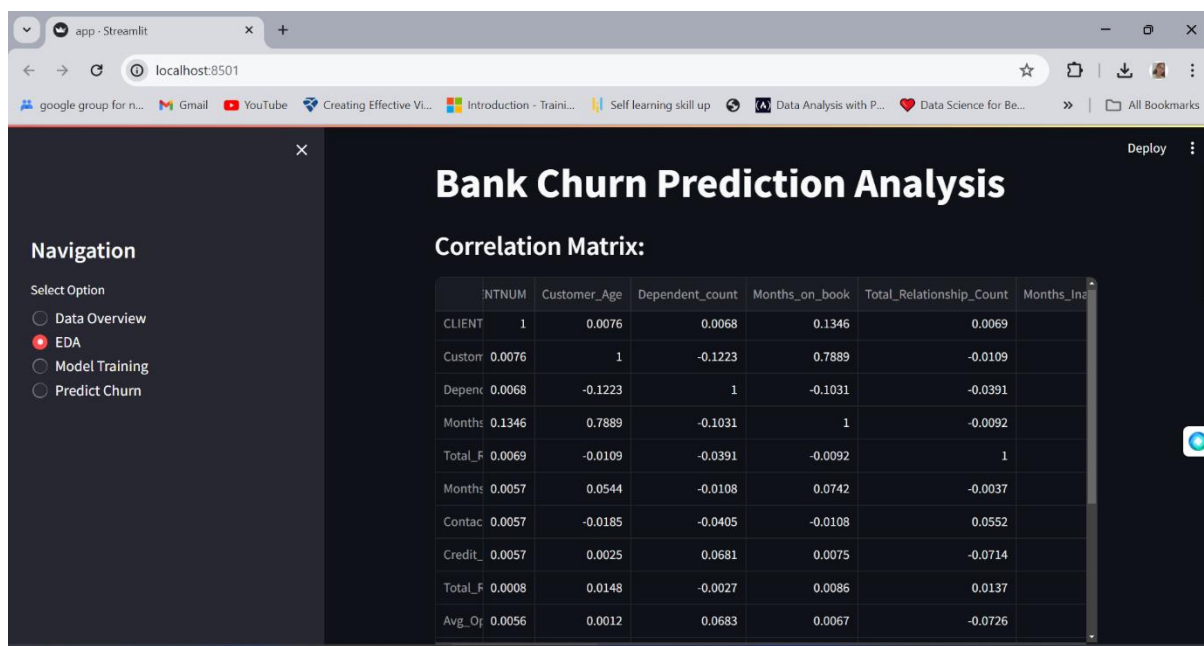 app · Streamlit
localhost:8501
google group for n... Gmail YouTube Creating Effective Vi... Introduction - Traini... Self learning skill up Data Analysis with P... Data Science for Be... » All Bookmarks
Deploy
Bank Churn Prediction Analysis
Navigation
Correlation Matrix:
Select Option
Data Overview
EDA
Model Training
Predict Churn
NTNUM Customer_Age Dependent_count Months_on_book Total_Relationship_Count Months_Ina
CLIENT 1 0.0076 0.0068 0.1346 0.0069
Custom 0.0076 1 -0.1223 0.7889 -0.0109
Depend 0.0068 -0.1223 1 -0.1031 -0.0391
Months 0.1346 0.7889 -0.1031 1 -0.0092
Total_R 0.0069 -0.0109 -0.0391 -0.0092 1
Months 0.0057 0.0544 -0.0108 0.0742 -0.0037
Contac 0.0057 -0.0185 -0.0405 -0.0108 0.0552
Credit_ 0.0057 0.0025 0.0681 0.0075 -0.0714
Total_R 0.0008 0.0148 -0.0027 0.0086 0.0137
Avg_Op 0.0056 0.0012 0.0683 0.0067 -0.0726